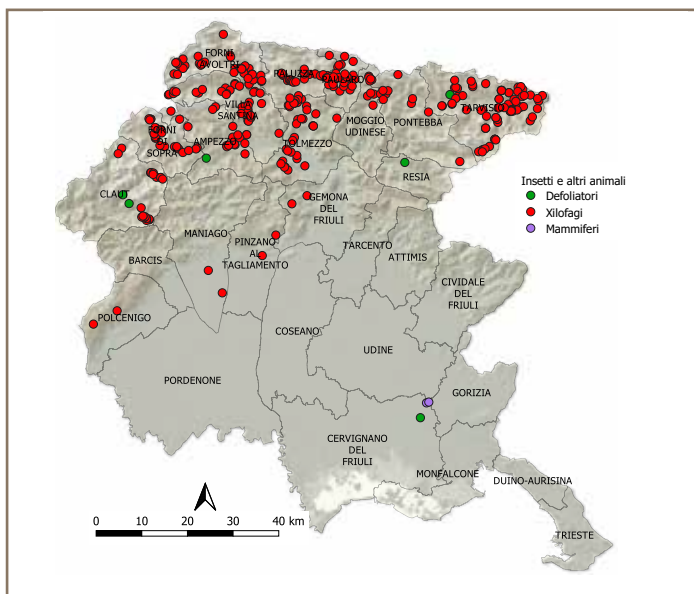 FORNI
AVOLTRI
PALUZZA
PAULARO
VILLA
SANTINA
TARVISIO
MOGGIO
UDINESE
PONTEBBA
FORNI
DI
SOPRA
AMPEZZO
TOLMEZZO
RESIA
Insetti e altri animali
Defoliatori
Xilofagi
Mammiferi
CLAUT
GEMONA
DEL
FRIULI
MANIAGO
PINZANO
AL
TAGLIAMENTO
TARCENTO
ATTIMIS
BARCIS
CIVIDALE
DEL
FRIULI
POLCENIGO
COSEANO
UDINE
PORDENONE
GORIZIA
CERVIGNANO
DEL
FRIULI
MONFALCONE
DUINO-AURISINA
TRIESTE
0 10 20 30 40 km